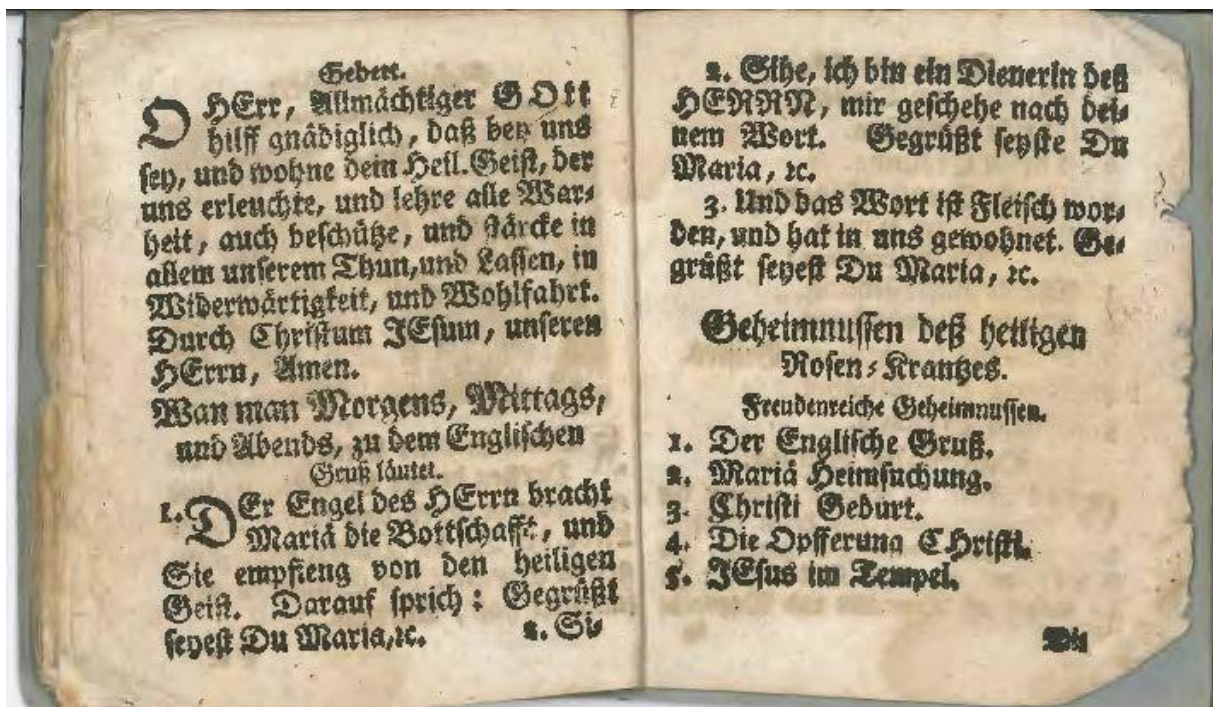 Gebett.
O HErr, Allmächtiger GOtt
hilff gnädiglich, daß bey uns
sey, und wohne dein Heil. Geist, der
uns erleuchte, und lehre alle War-
heit, auch beschütze, und stärcke in
allem unserem Thun, und Lassen, in
Widerwärtigkeit, und Wohlfahrt.
Durch Christum JEsum, unseren
HErrn, Amen.
Wan man Morgens, Mittags,
und Abends, zu dem Englischen
Gruß läutet.
1. DEr Engel des HErrn bracht
Mariä die Bottschafft, und
Sie empfieng von den heiligen
Geist. Darauf sprich: Gegrüßt
seyest Du Maria, ꝛc. 2. Si-
2. Sihe, ich bin ein Dienerin deß
HERRN, mir geschehe nach dei-
nem Wort. Gegrüßt seyste Du
Maria, ꝛc.
3. Und das Wort ist Fleisch wor-
den, und hat in uns gewohnet. Ge-
grüßt seyest Du Maria, ꝛc.
Geheimnussen deß heiligen
Rosen-Krantzes.
Freudenreiche Geheimnussen.
1. Der Englische Gruß.
2. Mariä Heimsuchung.
3. Christi Geburt.
4. Die Opfferung CHristi.
5. JEsus im Tempel.
Die